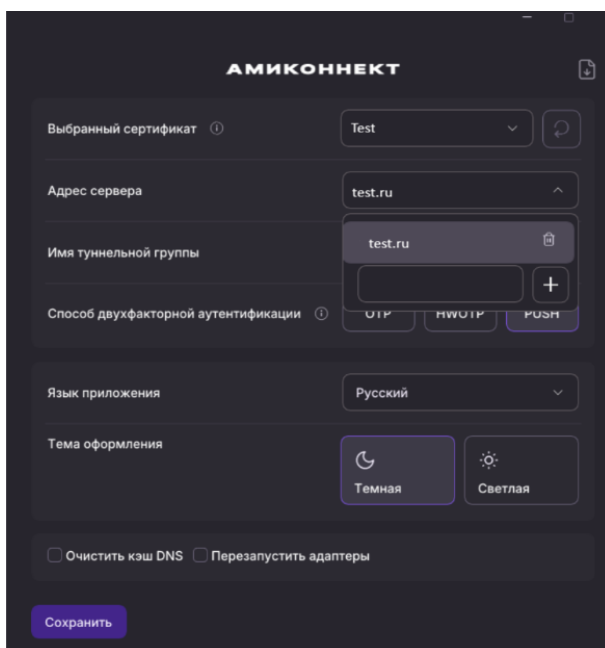 АМИКОННЕКТ
Выбранный сертификат
Test
Адрес сервера
test.ru
test.ru
Имя туннельной группы
Способ двухфакторной аутентификации
OTP
HWOTP
PUSH
Язык приложения
Русский
Тема оформления
Темная
Светлая
Очистить кэш DNS
Перезапустить адаптеры
Сохранить